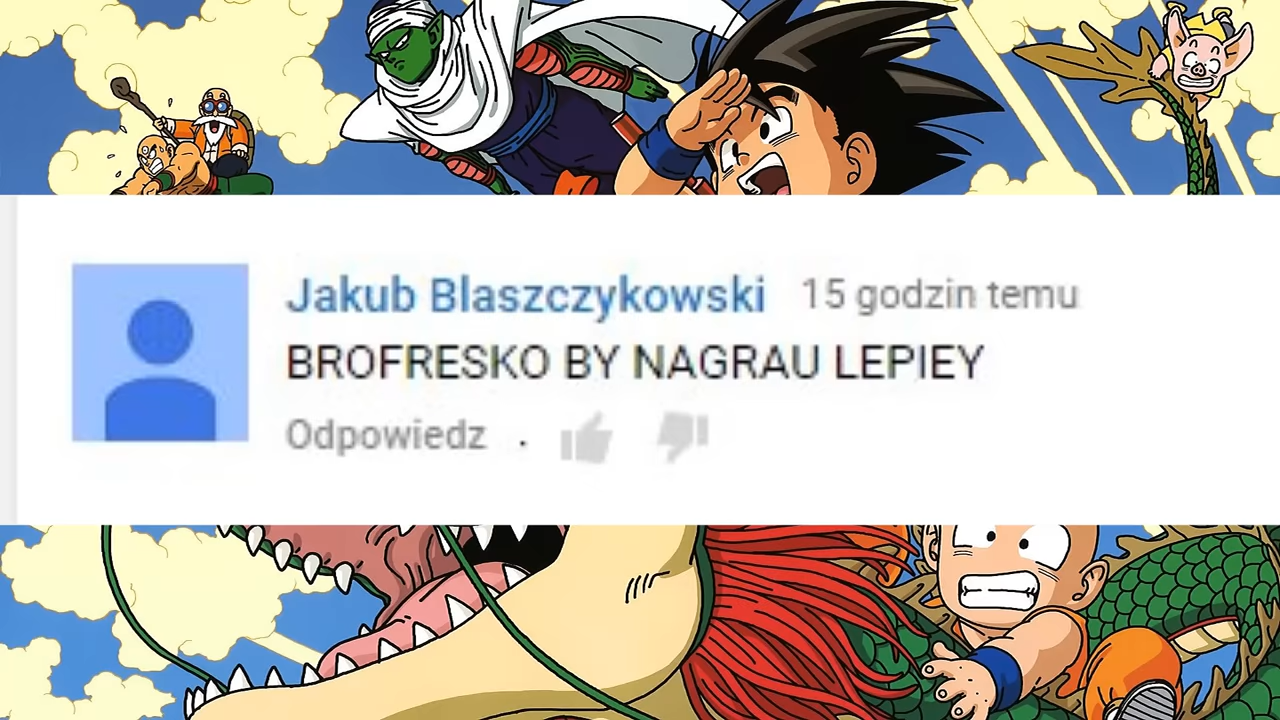 Jakub Blaszczykowski 15 godzin temu
BROFRESKO BY NAGRAU LEPIEY
Odpowiedz .